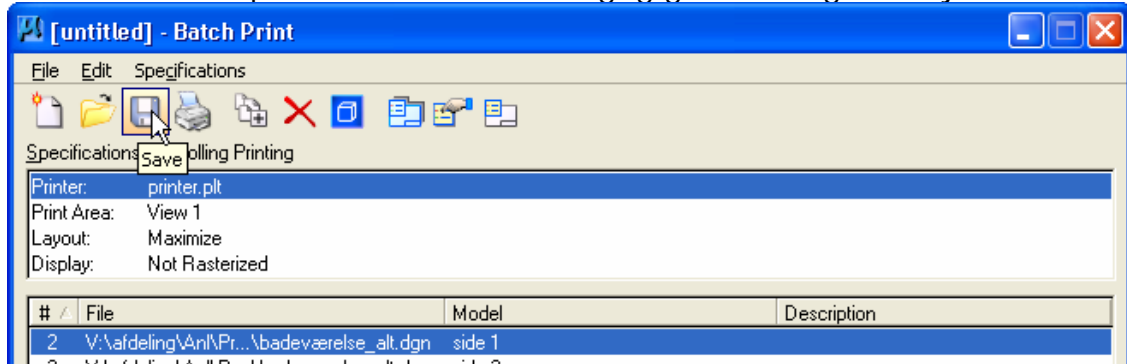 [untitled] - Batch Print
File Edit Specifications
Specifications olling Printing
Save
Printer: printer.plt
Print Area: View 1
Layout: Maximize
Display: Not Rasterized
# File Model Description
2 V:\afdeling\Anl\Pr...\badeværelse_alt.dgn side 1